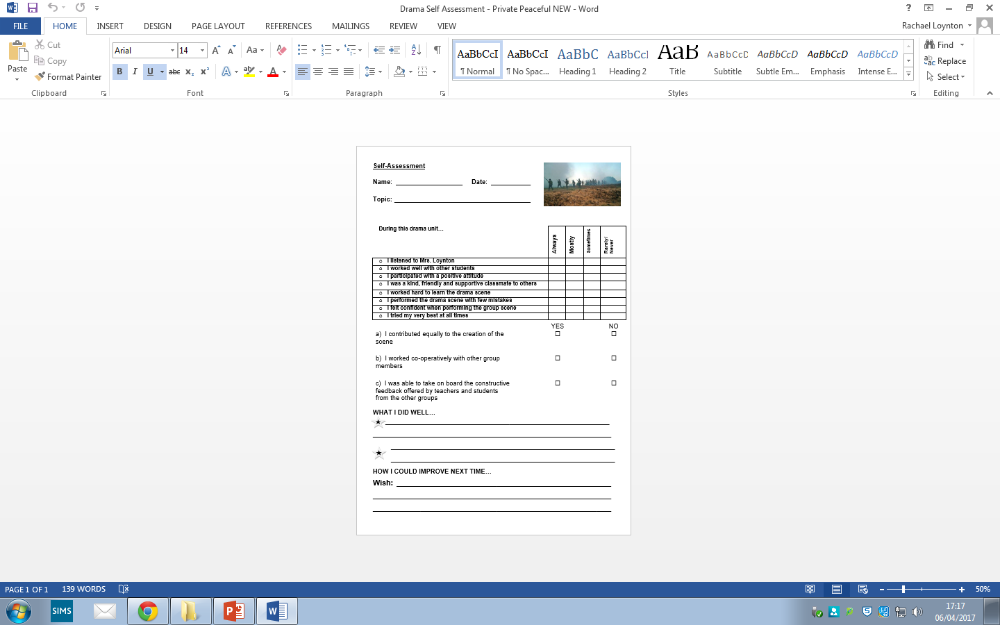 Drama Self Assessment - Private Peaceful NEW - Word
FILE HOME INSERT DESIGN PAGE LAYOUT REFERENCES MAILINGS REVIEW VIEW
Rachael Loynton
Paste
Cut
Copy
Format Painter
Clipboard
Arial 14
Aa
B I U abc x₂ x²
Font
Paragraph
AaBbCcI AaBbCcI AaBbC AaBbCcI AaB AaBbCcD AaBbCcD AaBbCcD AaBbCcD
¶ Normal ¶ No Spac... Heading 1 Heading 2 Title Subtitle Subtle Em... Emphasis Intense E...
Styles
Find
Replace
Select
Editing
Self-Assessment
Name: Date:
Topic:
During this drama unit...
Always
Mostly
Sometimes
Rarely/
Never
o I listened to Mrs. Loynton
o I worked well with other students
o I participated with a positive attitude
o I was a kind, friendly and supportive classmate to others
o I worked hard to learn the drama scene
o I performed the drama scene with few mistakes
o I felt confident when performing the group scene
o I tried my very best at all times
YES NO
a) I contributed equally to the creation of the
scene
b) I worked co-operatively with other group
members
c) I was able to take on board the constructive
feedback offered by teachers and students
from the other groups
WHAT I DID WELL...
HOW I COULD IMPROVE NEXT TIME...
Wish:
PAGE 1 OF 1 139 WORDS
50%
SIMS
17:17
06/04/2017